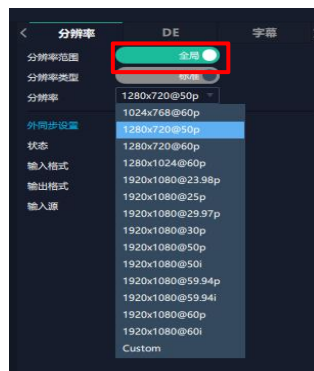 < 分辨率 DE 字幕
分辨率范围 全局
分辨率类型 标准
分辨率 1280x720@50p
1024x768@60p
外同步设置 1280x720@50p
状态 1280x720@60p
输入格式 1280x1024@60p
1920x1080@23.98p
输出格式 1920x1080@25p
输入源 1920x1080@29.97p
1920x1080@30p
1920x1080@50p
1920x1080@50i
1920x1080@59.94p
1920x1080@59.94i
1920x1080@60p
1920x1080@60i
Custom